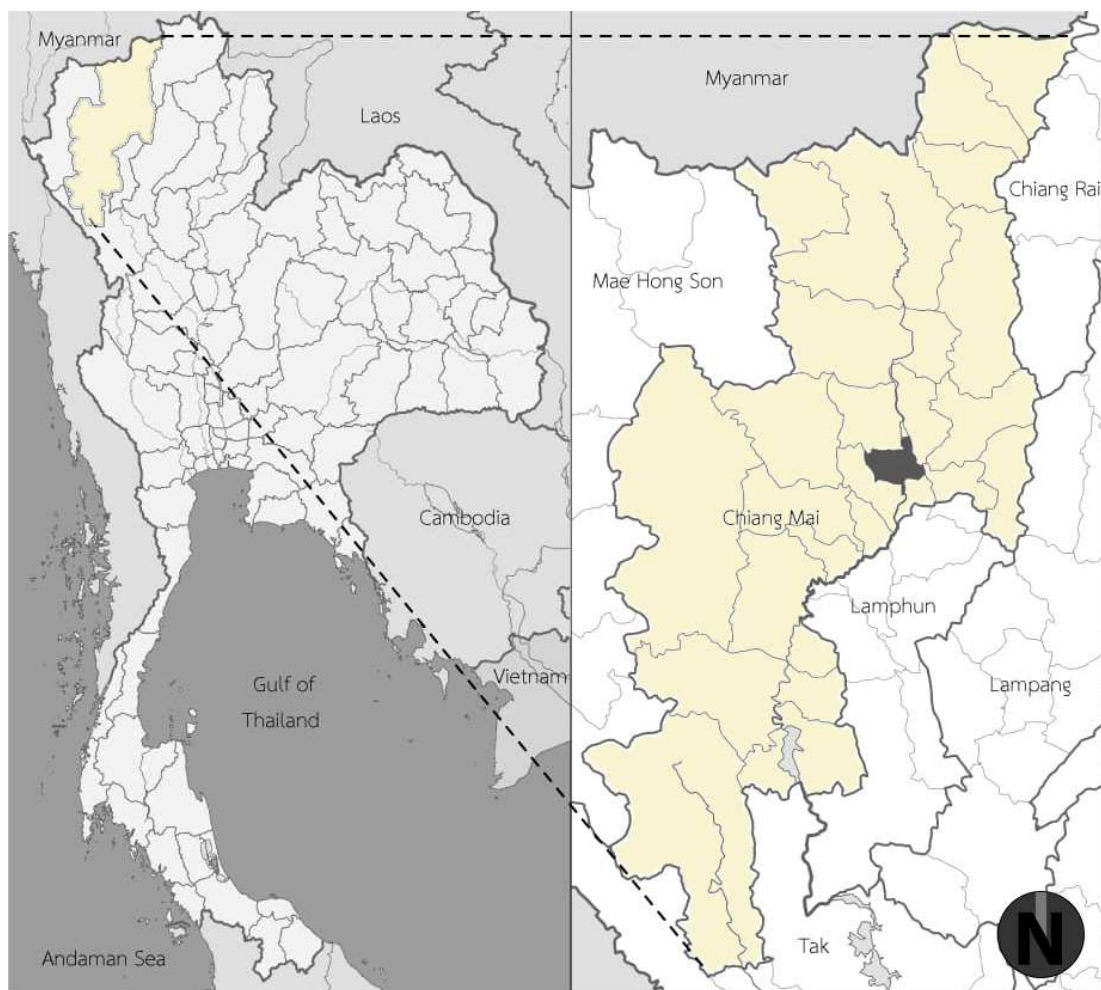 Myanmar
Laos
Cambodia
Vietnam
Gulf of
Thailand
Andaman Sea
Myanmar
Chiang Rai
Mae Hong Son
Chiang Mai
Lamphun
Lampang
Tak
N